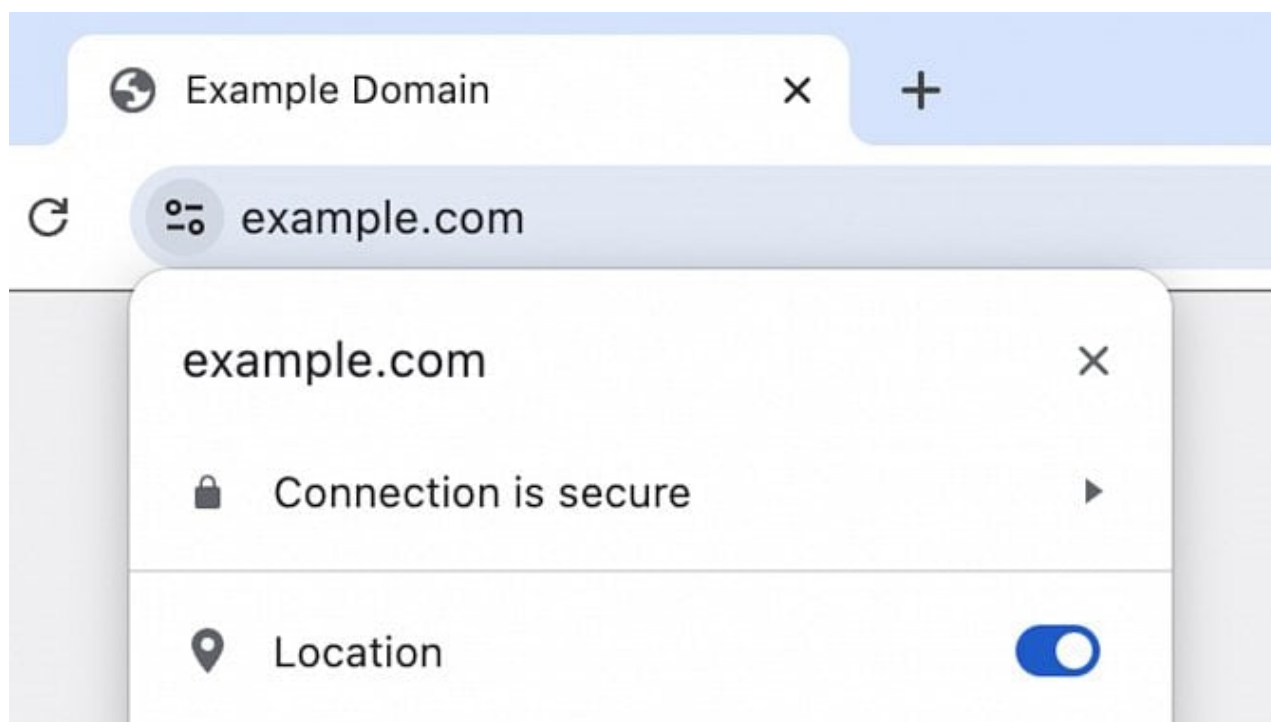 Example Domain
example.com
example.com
Connection is secure
Location